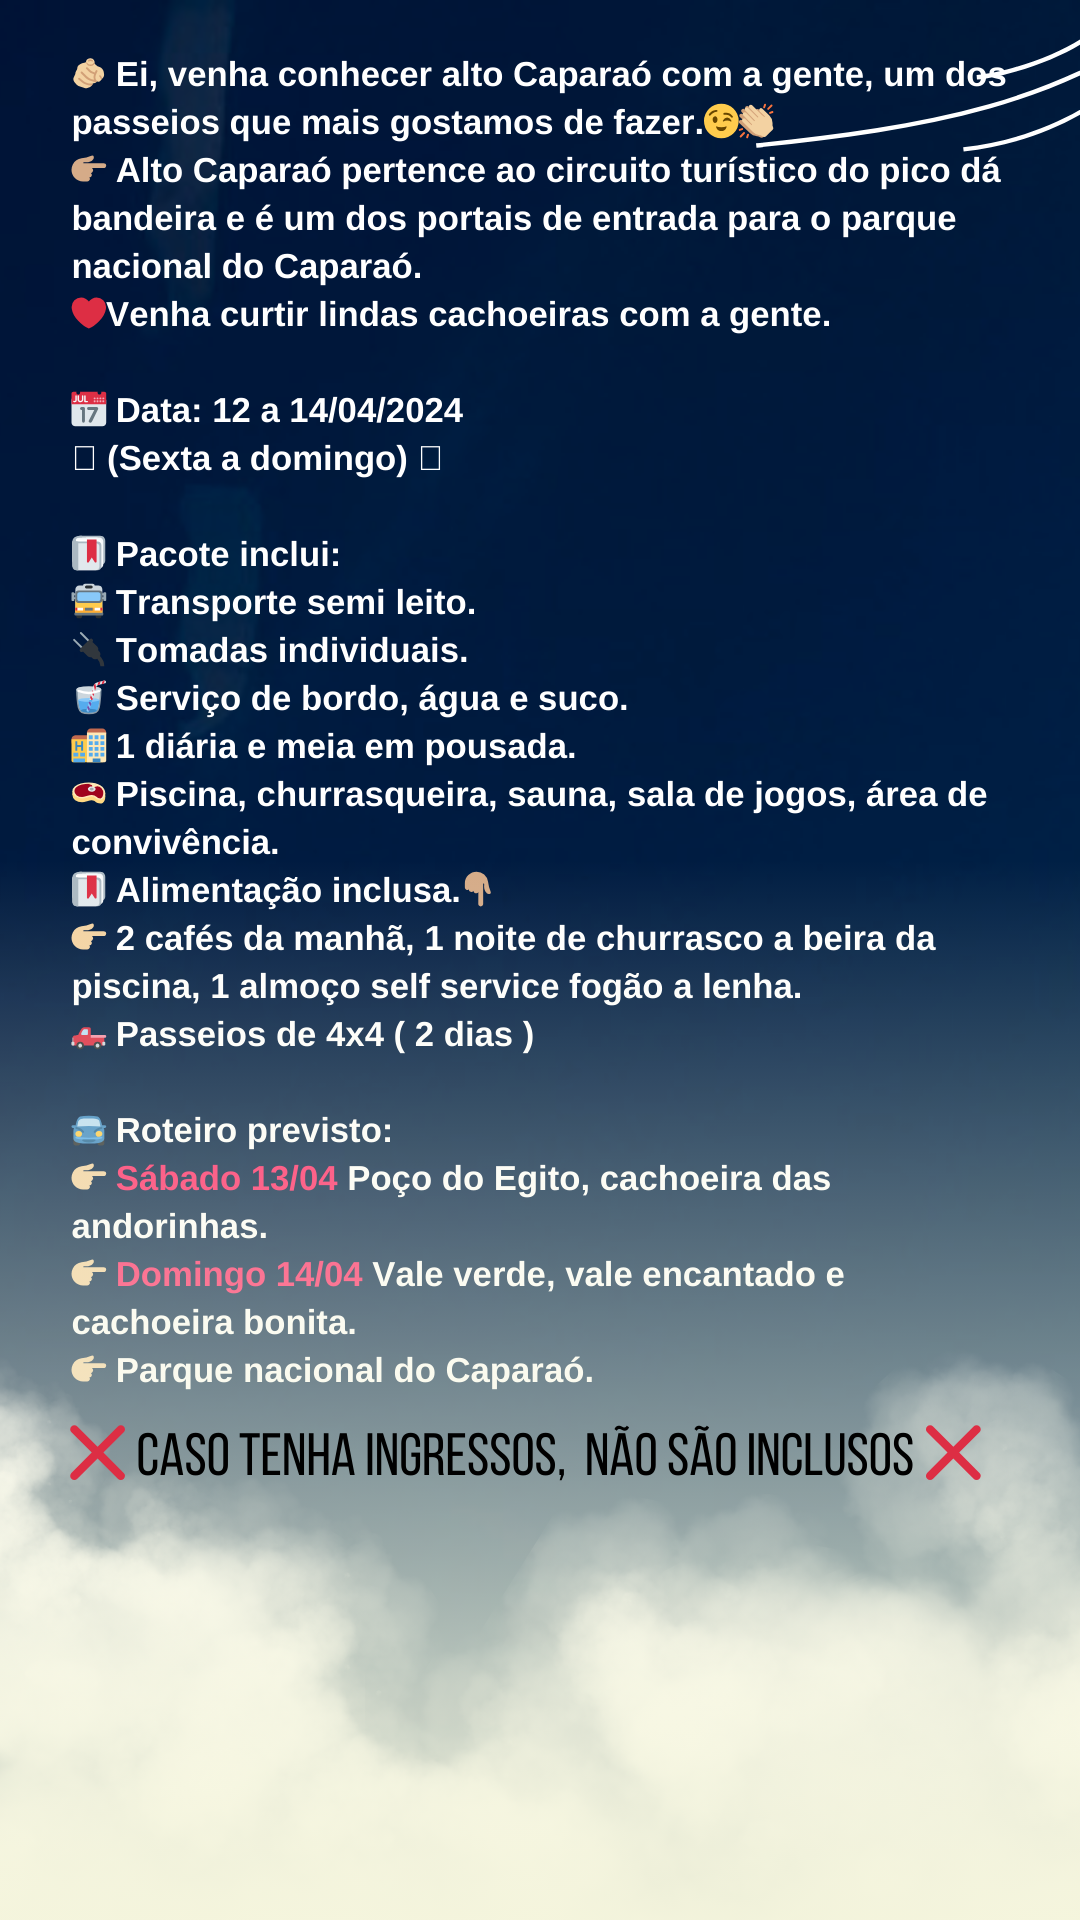 🫵🏼 Ei, venha conhecer alto Caparaó com a gente, um dos
passeios que mais gostamos de fazer.😉👏🏼
👉🏽 Alto Caparaó pertence ao circuito turístico do pico dá
bandeira e é um dos portais de entrada para o parque
nacional do Caparaó.
❤️Venha curtir lindas cachoeiras com a gente.
📅 Data: 12 a 14/04/2024
(Sexta a domingo)
📑 Pacote inclui:
🚎 Transporte semi leito.
🔌 Tomadas individuais.
🥤 Serviço de bordo, água e suco.
🏨 1 diária e meia em pousada.
🥩 Piscina, churrasqueira, sauna, sala de jogos, área de
convivência.
📑 Alimentação inclusa.👇🏽
👉🏼 2 cafés da manhã, 1 noite de churrasco a beira da
piscina, 1 almoço self service fogão a lenha.
🛻 Passeios de 4x4 ( 2 dias )
🚘 Roteiro previsto:
👉🏼 Sábado 13/04 Poço do Egito, cachoeira das
andorinhas.
👉🏼 Domingo 14/04 Vale verde, vale encantado e
cachoeira bonita.
👉🏼 Parque nacional do Caparaó.
❌ CASO TENHA INGRESSOS, NÃO SÃO INCLUSOS ❌